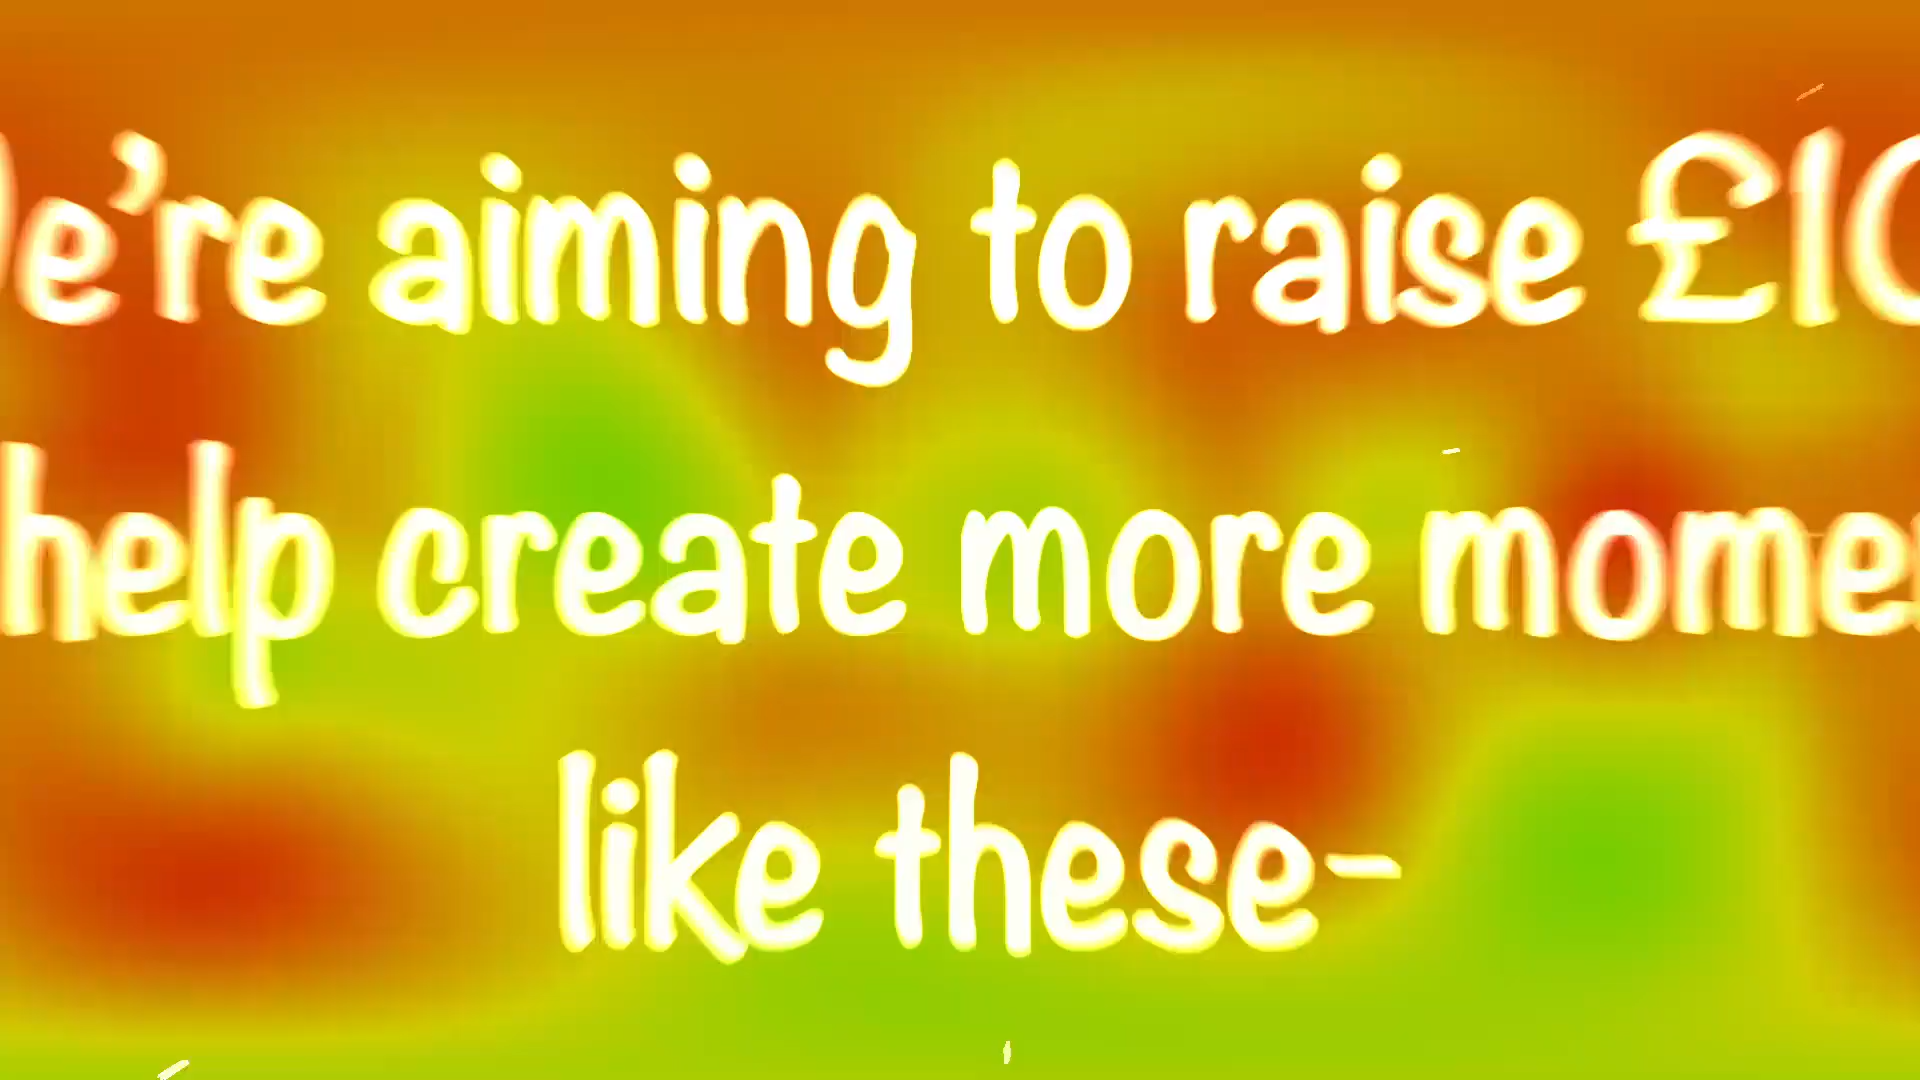 e're aiming to raise £10
help create more mome
like these-